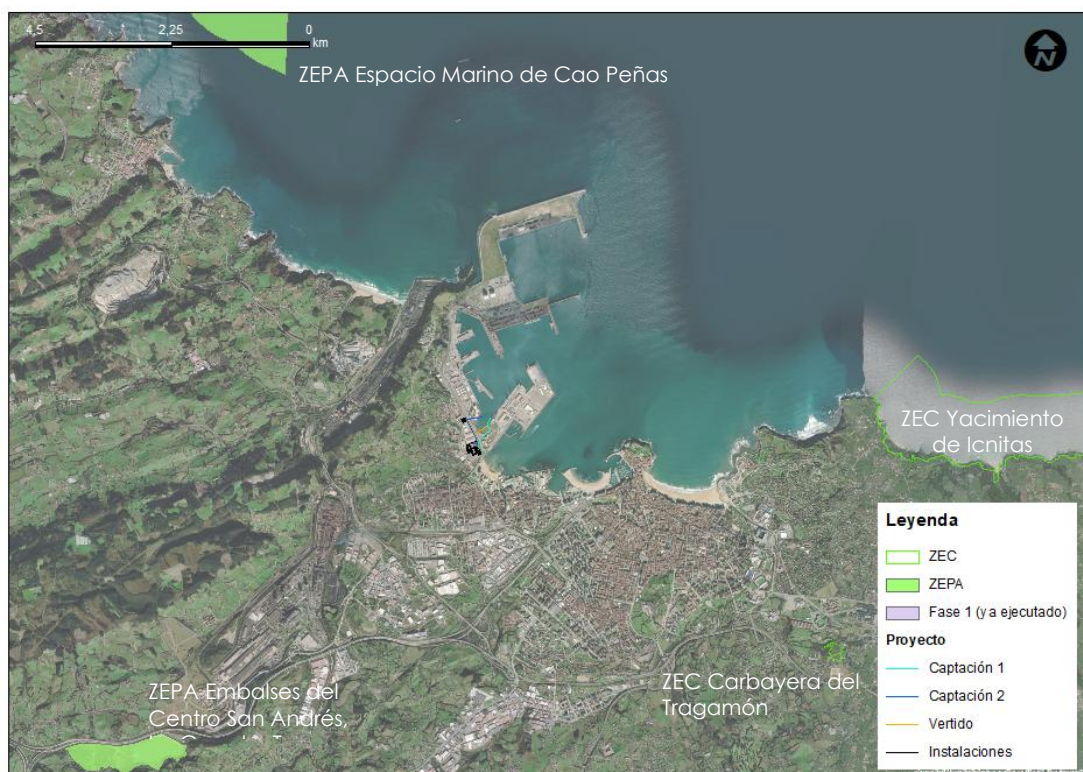 4,5 2,25 0
km
N
ZEPA Espacio Marino de Cao Peñas
ZEC Yacimiento
de Icnitas
ZEPA Embalses del
Centro San Andrés,
ZEC Carbayera del
Tragamón
Leyenda
ZEC
ZEPA
Fase 1 (ya ejecutado)
Proyecto
Captación 1
Captación 2
Vertido
Instalaciones